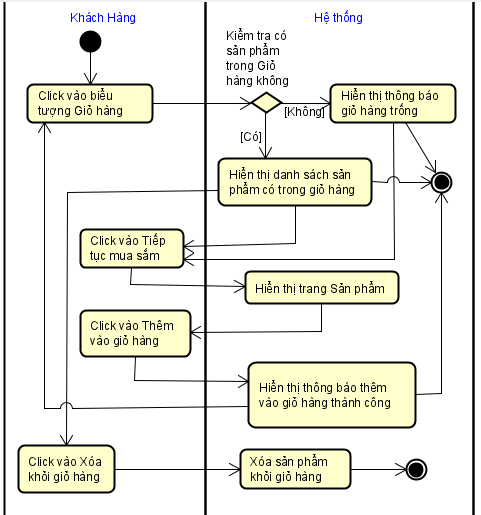 Khách Hàng
Hệ thống
Kiểm tra có
sản phẩm
trong Giỏ
hàng không
Click vào biểu
tượng Giỏ hàng
[Không]
Hiển thị thông báo
giỏ hàng trống
[Có]
Hiển thị danh sách sản
phẩm có trong giỏ hàng
Click vào Tiếp
tục mua sắm
Hiển thị trang Sản phẩm
Click vào Thêm
vào giỏ hàng
Hiển thị thông báo thêm
vào giỏ hàng thành công
Click vào Xóa
khỏi giỏ hàng
Xóa sản phẩm
khỏi giỏ hàng